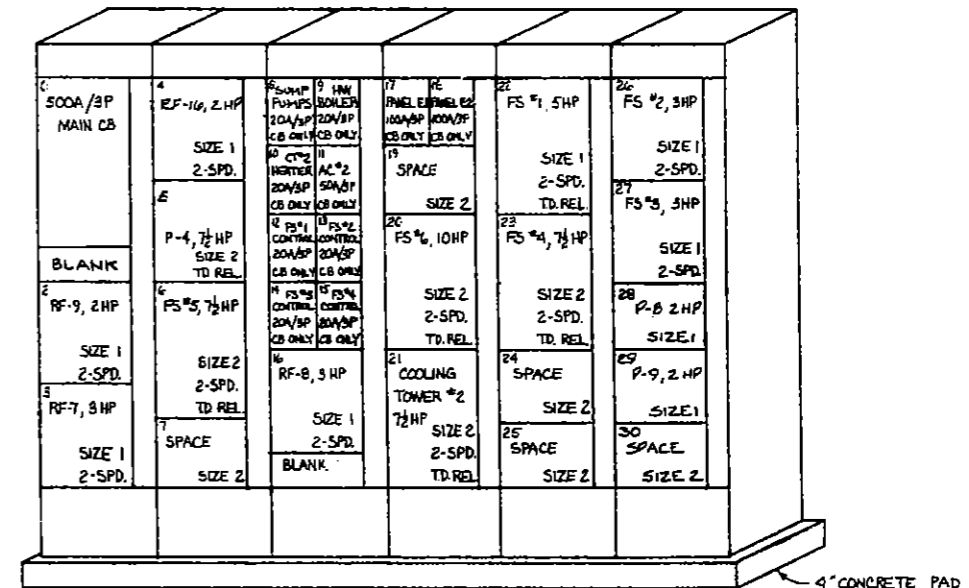 1
500A/3P
MAIN CB
BLANK
2
RF-9, 2HP
SIZE 1
2-SPD.
3
RF-7, 3HP
SIZE 1
2-SPD.
4
RF-16, 2HP
SIZE 1
2-SPD.
5
P-4, 7½HP
SIZE 2
TD REL.
6
FS#5, 7½HP
SIZE 2
2-SPD.
TD REL.
7
SPACE
SIZE 2
8
SUMP
PUMPS
20A/3P
CB ONLY
9
HW
BOILER
20A/3P
CB ONLY
10
CT#2
HEATER
20A/3P
CB ONLY
11
AC#2
50A/3P
CB ONLY
12
FS#1
CONTROL
20A/3P
CB ONLY
13
FS#2
CONTROL
20A/3P
CB ONLY
14
FS#3
CONTROL
20A/3P
CB ONLY
15
FS#4
CONTROL
20A/3P
CB ONLY
16
RF-8, 3HP
SIZE 1
2-SPD.
BLANK
17
100A/3P
CB ONLY
18
PANEL E2
100A/3P
CB ONLY
19
SPACE
SIZE 2
20
FS#6, 10HP
SIZE 2
2-SPD.
TD. REL.
21
COOLING
TOWER #2
7½HP
SIZE 2
2-SPD.
T.D. REL
22
FS #1, 5HP
SIZE 1
2-SPD.
TD. REL.
23
FS #4, 7½HP
SIZE 2
2-SPD.
TD. REL.
24
SPACE
SIZE 2
25
SPACE
SIZE 2
26
FS #2, 3HP
SIZE 1
2-SPD.
27
FS #3, 3HP
SIZE 1
2-SPD.
28
P-8 2HP
SIZE 1
29
P-9, 2HP
SIZE 1
30
SPACE
SIZE 2
4" CONCRETE PAD